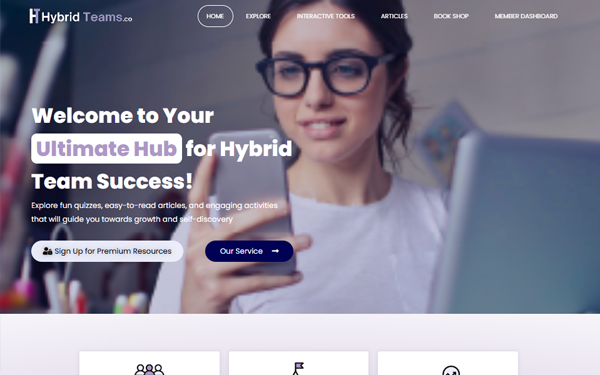 Hybrid Teams.co
HOME
EXPLORE
INTERACTIVE TOOLS
ARTICLES
BOOK SHOP
MEMBER DASHBOARD
Welcome to Your
Ultimate Hub for Hybrid
Team Success!
Explore fun quizzes, easy-to-read articles, and engaging activities
that will guide you towards growth and self-discovery
Sign Up for Premium Resources
Our Service